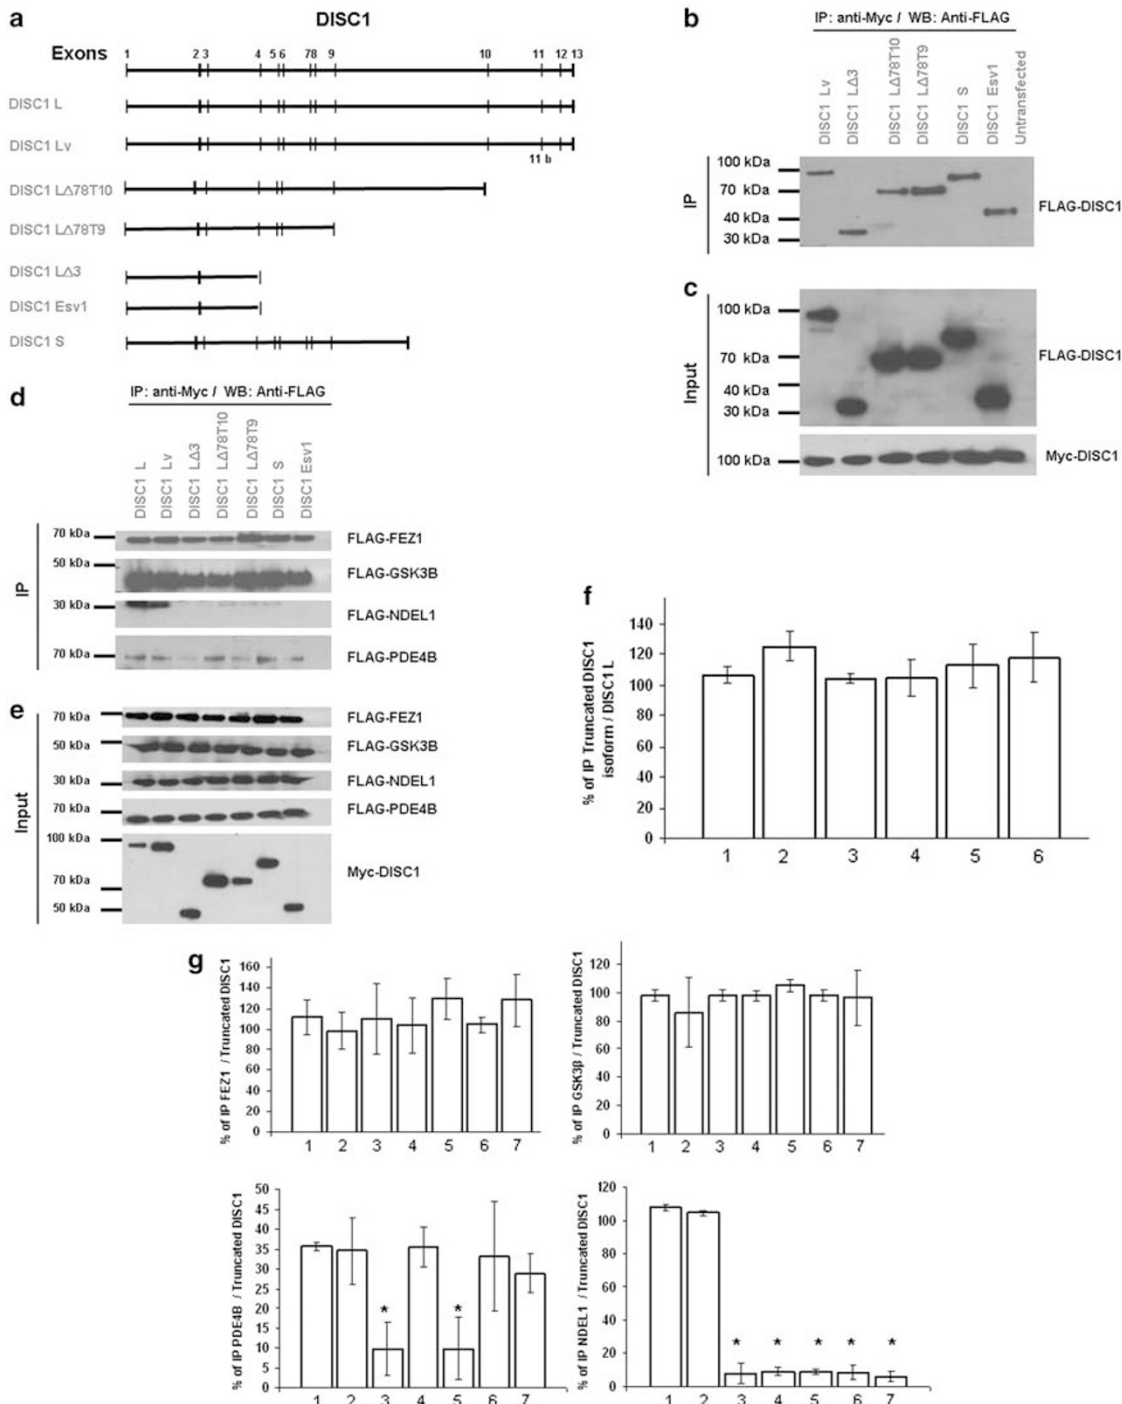 a
DISC1
Exons
1 2 3 4 5 6 7 8 9 10 11 12 13
DISC1 L
DISC1 Lv
11 b
DISC1 LΔ78T10
DISC1 LΔ78T9
DISC1 LΔ3
DISC1 Esv1
DISC1 S
b
IP: anti-Myc / WB: Anti-FLAG
DISC1 Lv
DISC1 LΔ3
DISC1 LΔ78T10
DISC1 LΔ78T9
DISC1 S
DISC1 Esv1
Untransfected
IP
100 kDa
70 kDa
40 kDa
30 kDa
FLAG-DISC1
c
Input
100 kDa
70 kDa
40 kDa
30 kDa
FLAG-DISC1
100 kDa
Myc-DISC1
d
IP: anti-Myc / WB: Anti-FLAG
DISC1 L
DISC1 Lv
DISC1 LΔ3
DISC1 LΔ78T10
DISC1 LΔ78T9
DISC1 S
DISC1 Esv1
IP
70 kDa
FLAG-FEZ1
50 kDa
FLAG-GSK3B
30 kDa
FLAG-NDEL1
70 kDa
FLAG-PDE4B
e
Input
70 kDa
FLAG-FEZ1
50 kDa
FLAG-GSK3B
30 kDa
FLAG-NDEL1
70 kDa
FLAG-PDE4B
100 kDa
70 kDa
50 kDa
Myc-DISC1
f
% of IP Truncated DISC1
isoform / DISC1 L
140
120
100
80
60
40
20
0
1 2 3 4 5 6
g
% of IP FEZ1 / Truncated DISC1
160
140
120
100
80
60
40
20
0
1 2 3 4 5 6 7
% of IP GSK3β / Truncated DISC1
120
100
80
60
40
20
0
1 2 3 4 5 6 7
% of IP PDE4B / Truncated DISC1
50
45
40
35
30
25
20
15
10
5
0
* *
1 2 3 4 5 6 7
% of IP NDEL1 / Truncated DISC1
120
100
80
60
40
20
0
* * * * *
1 2 3 4 5 6 7